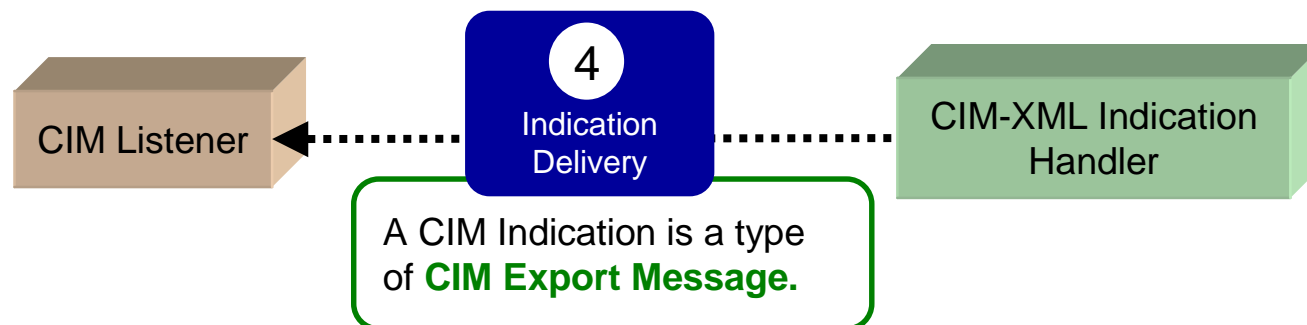 CIM Listener
4
Indication
Delivery
CIM-XML Indication
Handler
A CIM Indication is a type
of CIM Export Message.